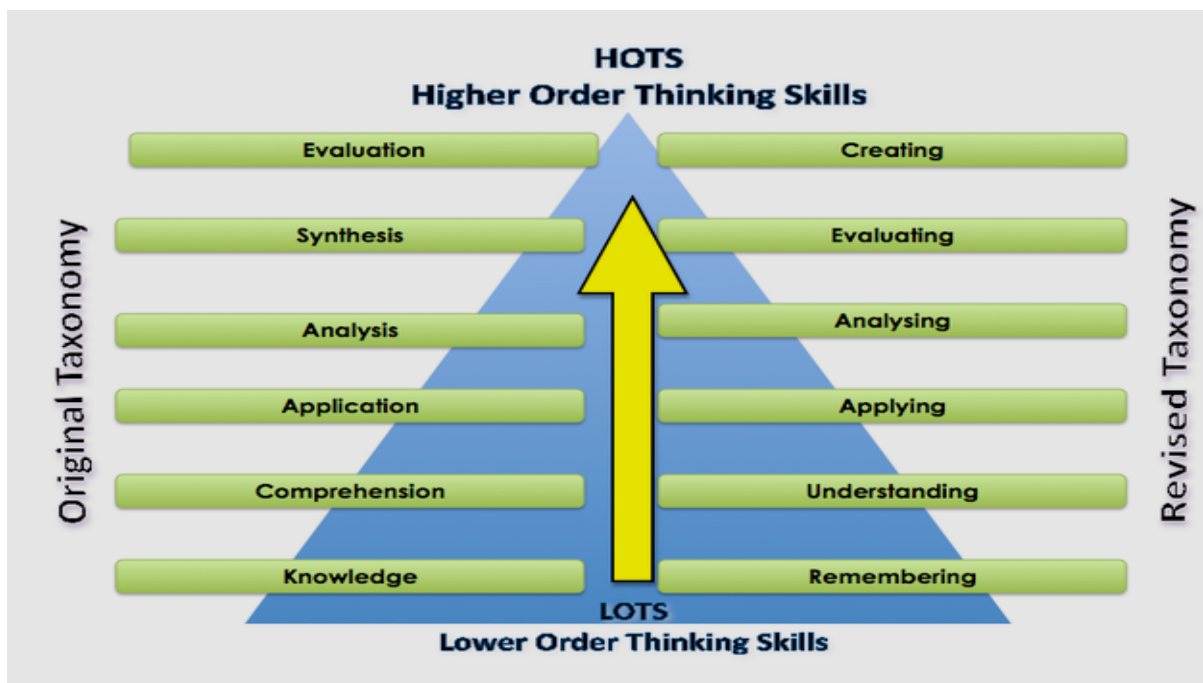 HOTS
Higher Order Thinking Skills
Original Taxonomy
Evaluation
Synthesis
Analysis
Application
Comprehension
Knowledge
Creating
Evaluating
Analysing
Applying
Understanding
Remembering
Revised Taxonomy
LOTS
Lower Order Thinking Skills